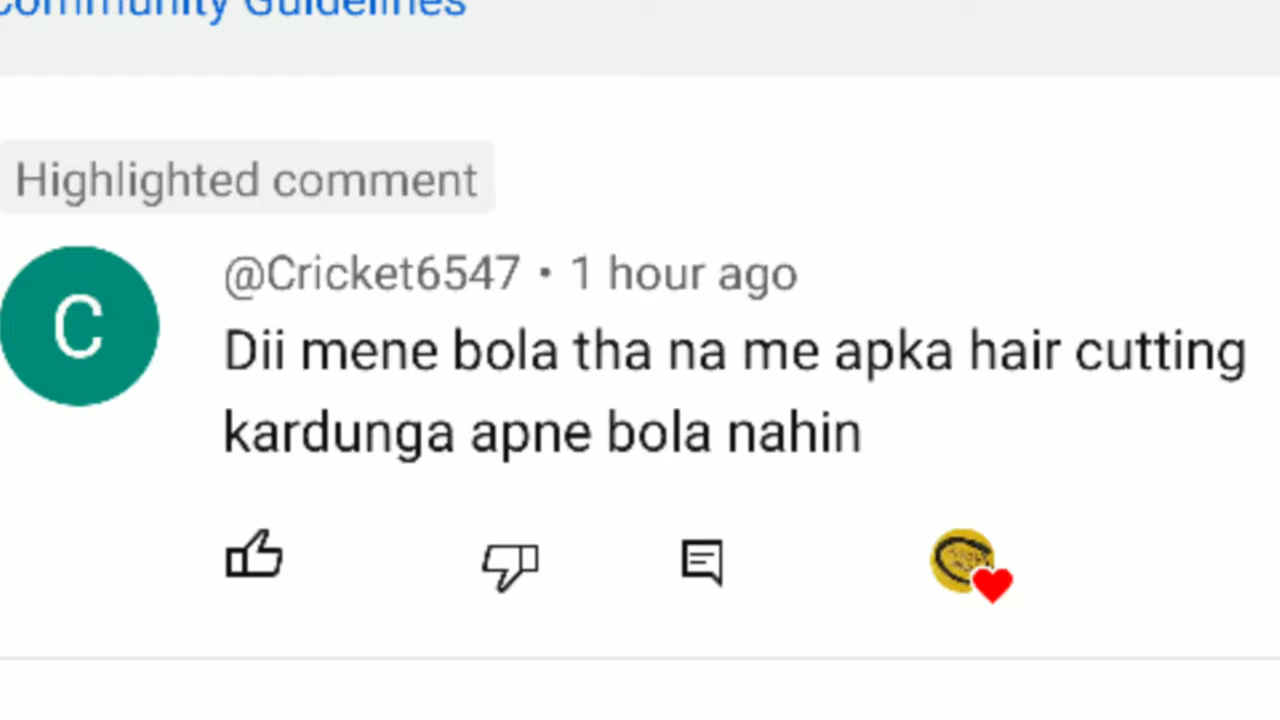 Community Guidelines
Highlighted comment
C
@Cricket6547 • 1 hour ago
Dii mene bola tha na me apka hair cutting
kardunga apne bola nahin